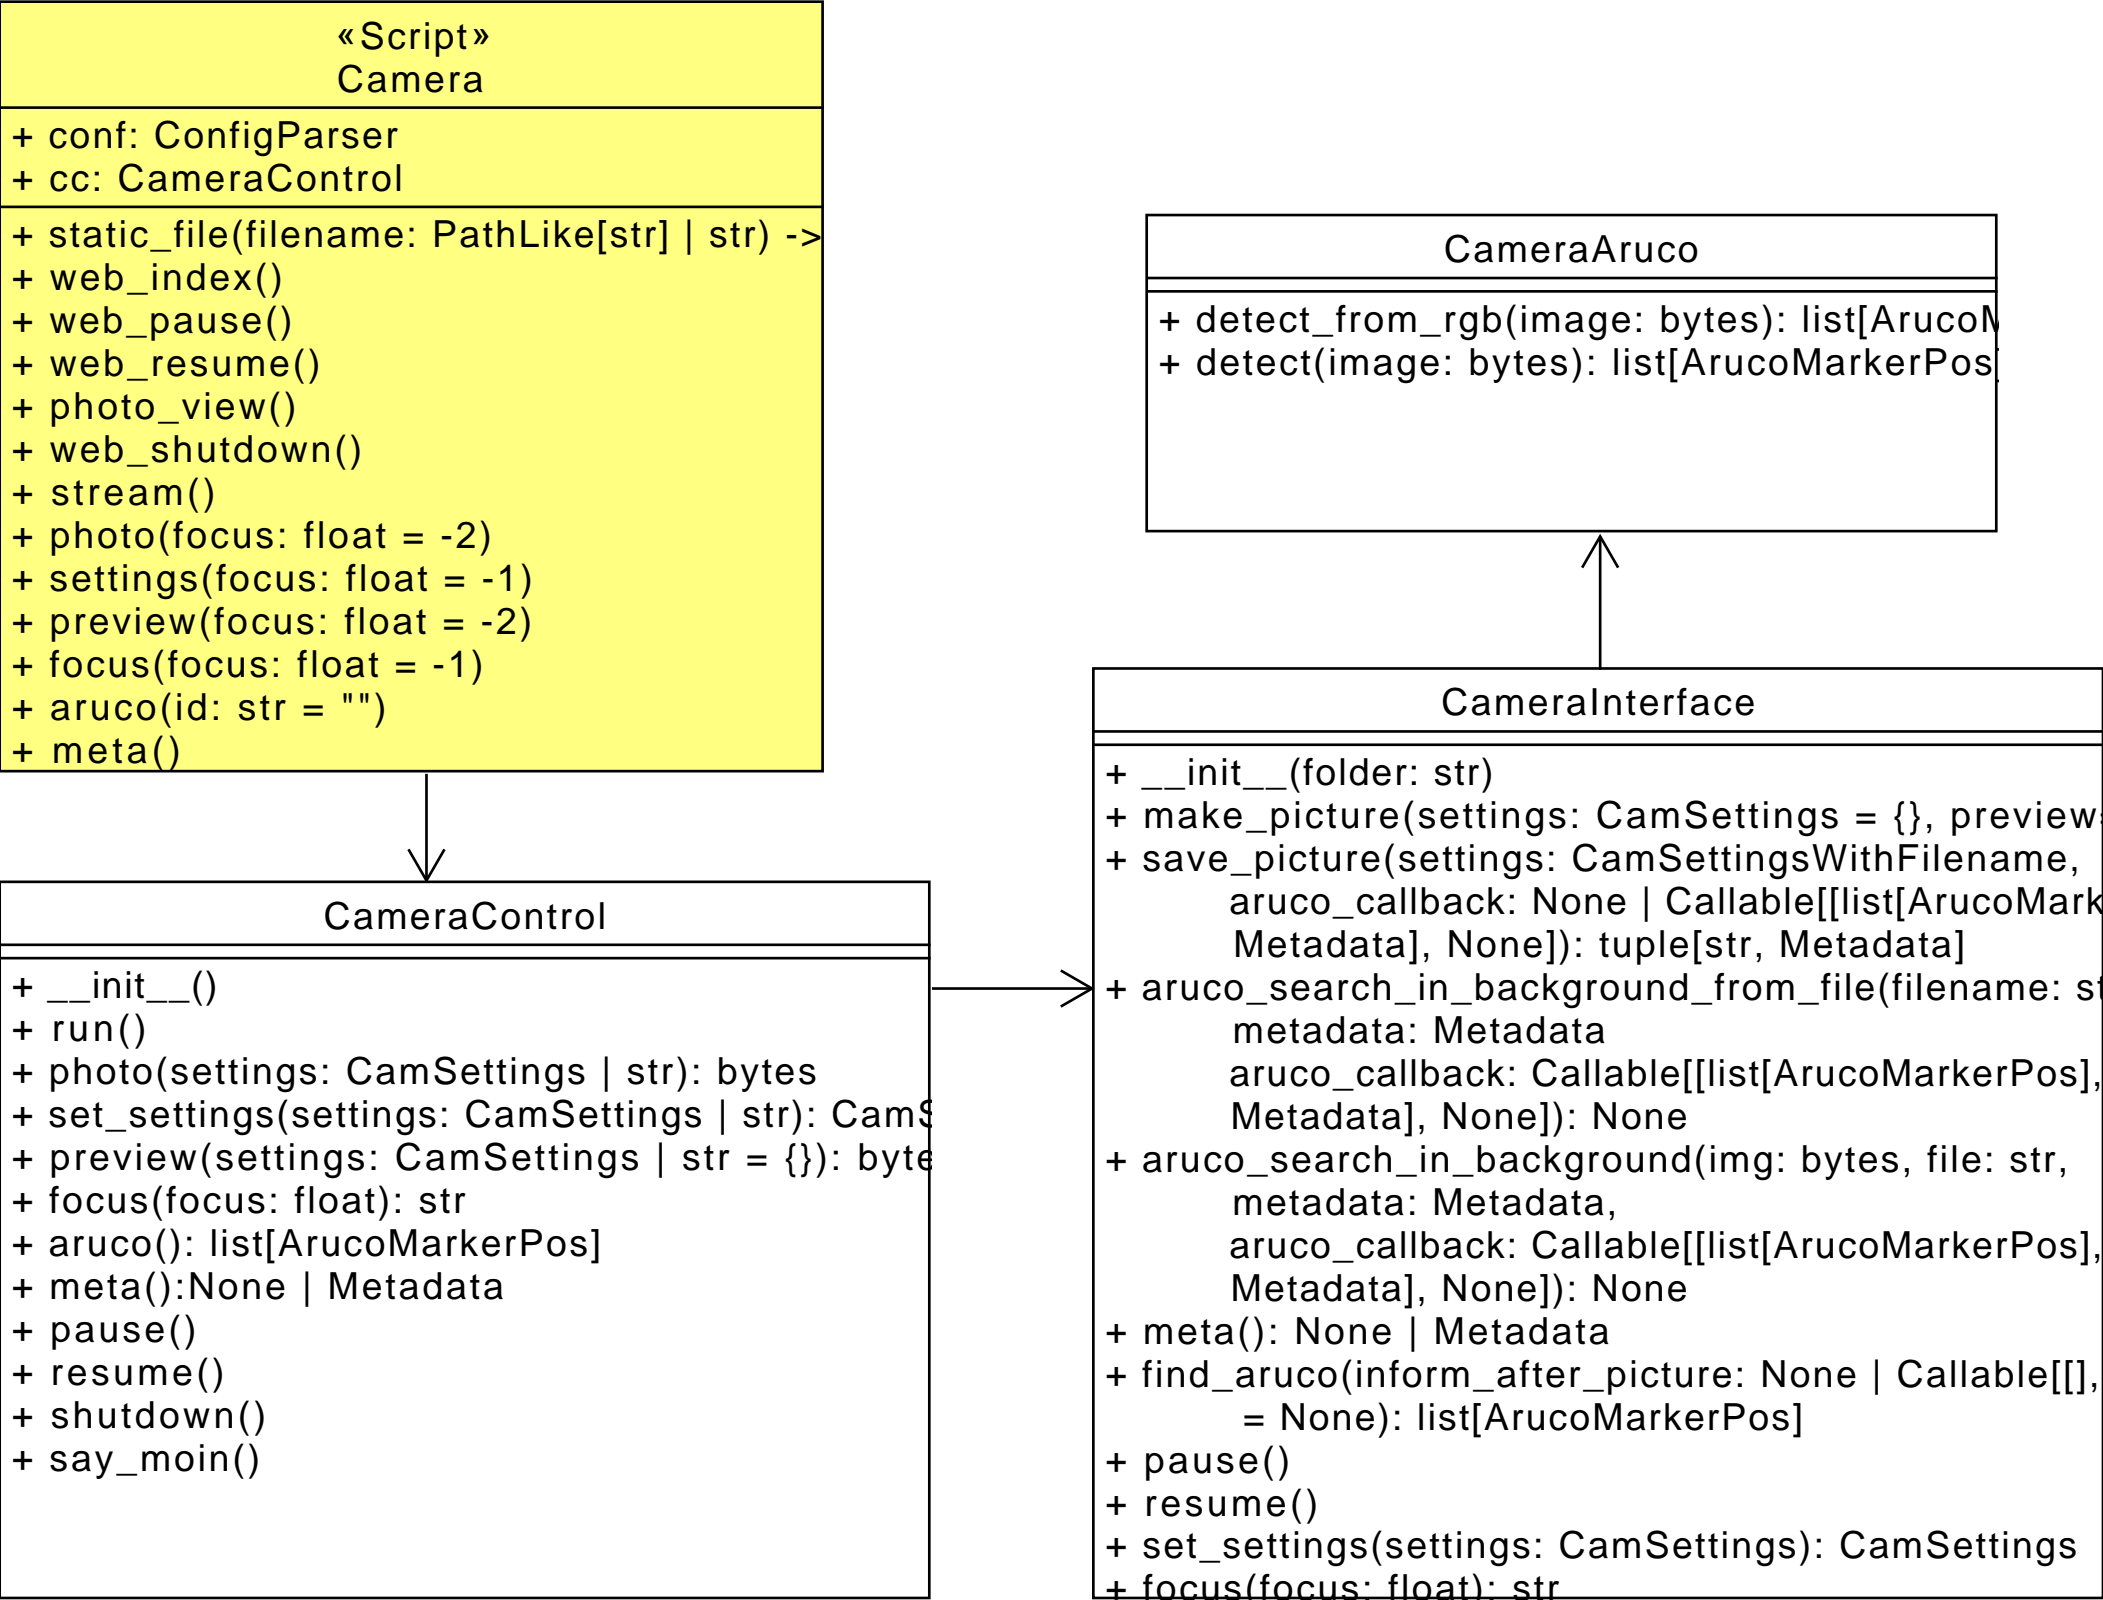 «Script»
Camera
+ conf: ConfigParser
+ cc: CameraControl
+ static_file(filename: PathLike[str] | str) ->
+ web_index()
+ web_pause()
+ web_resume()
+ photo_view()
+ web_shutdown()
+ stream()
+ photo(focus: float = -2)
+ settings(focus: float = -1)
+ preview(focus: float = -2)
+ focus(focus: float = -1)
+ aruco(id: str = "")
+ meta()
CameraAruco
+ detect_from_rgb(image: bytes): list[ArucoM
+ detect(image: bytes): list[ArucoMarkerPos]
CameraControl
+ __init__()
+ run()
+ photo(settings: CamSettings | str): bytes
+ set_settings(settings: CamSettings | str): CamS
+ preview(settings: CamSettings | str = {}): byte
+ focus(focus: float): str
+ aruco(): list[ArucoMarkerPos]
+ meta():None | Metadata
+ pause()
+ resume()
+ shutdown()
+ say_moin()
CameraInterface
+ __init__(folder: str)
+ make_picture(settings: CamSettings = {}, preview=
+ save_picture(settings: CamSettingsWithFilename,
aruco_callback: None | Callable[[list[ArucoMark
Metadata], None]): tuple[str, Metadata]
+ aruco_search_in_background_from_file(filename: st
metadata: Metadata
aruco_callback: Callable[[list[ArucoMarkerPos],
Metadata], None]): None
+ aruco_search_in_background(img: bytes, file: str,
metadata: Metadata,
aruco_callback: Callable[[list[ArucoMarkerPos],
Metadata], None]): None
+ meta(): None | Metadata
+ find_aruco(inform_after_picture: None | Callable[[],
= None): list[ArucoMarkerPos]
+ pause()
+ resume()
+ set_settings(settings: CamSettings): CamSettings
+ focus(focus: float): str